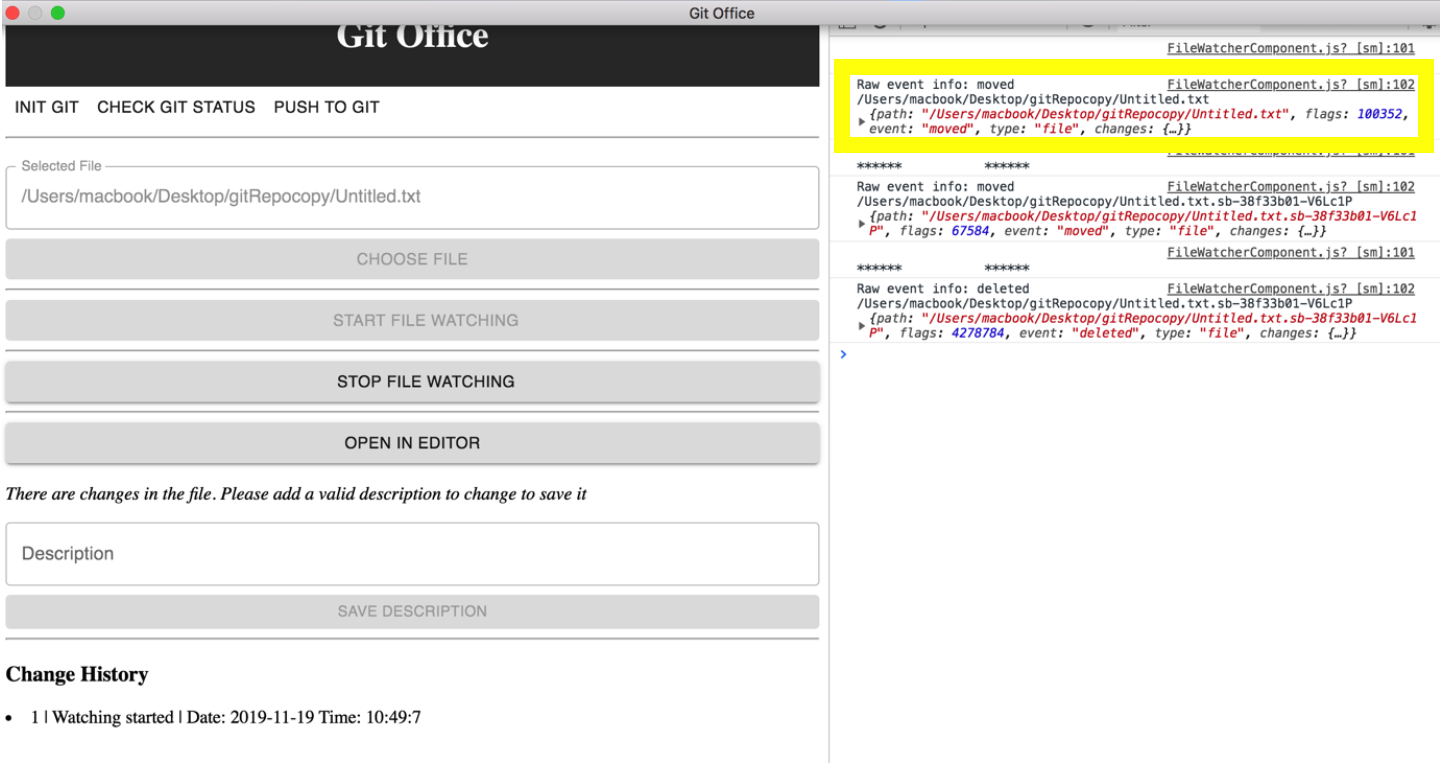 Git Office
Git Office
INIT GIT CHECK GIT STATUS PUSH TO GIT
Selected File
/Users/macbook/Desktop/gitRepocopy/Untitled.txt
CHOOSE FILE
START FILE WATCHING
STOP FILE WATCHING
OPEN IN EDITOR
There are changes in the file. Please add a valid description to change to save it
Description
SAVE DESCRIPTION
Change History
• 1 | Watching started | Date: 2019-11-19 Time: 10:49:7
FileWatcherComponent.js? [sm]:101
Raw event info: moved FileWatcherComponent.js? [sm]:102
/Users/macbook/Desktop/gitRepocopy/Untitled.txt
{path: "/Users/macbook/Desktop/gitRepocopy/Untitled.txt", flags: 100352,
event: "moved", type: "file", changes: {…}}
****** ******
Raw event info: moved FileWatcherComponent.js? [sm]:102
/Users/macbook/Desktop/gitRepocopy/Untitled.txt.sb-38f33b01-V6Lc1P
{path: "/Users/macbook/Desktop/gitRepocopy/Untitled.txt.sb-38f33b01-V6Lc1
P", flags: 67584, event: "moved", type: "file", changes: {…}}
FileWatcherComponent.js? [sm]:101
****** ******
Raw event info: deleted FileWatcherComponent.js? [sm]:102
/Users/macbook/Desktop/gitRepocopy/Untitled.txt.sb-38f33b01-V6Lc1P
{path: "/Users/macbook/Desktop/gitRepocopy/Untitled.txt.sb-38f33b01-V6Lc1
P", flags: 4278784, event: "deleted", type: "file", changes: {…}}